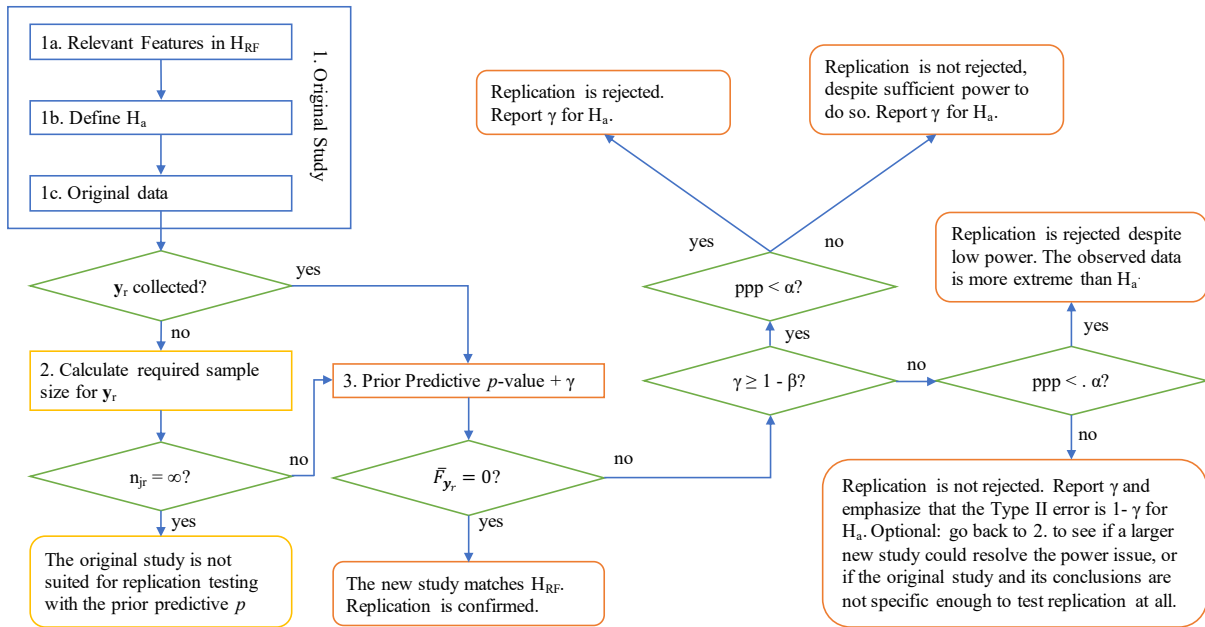 1. Original Study
1a. Relevant Features in H_RF
1b. Define H_a
1c. Original data
y_r collected?
yes
no
2. Calculate required sample
size for y_r
n_jr = ∞?
no
yes
The original study is not
suited for replication testing
with the prior predictive p
3. Prior Predictive p-value + γ
F̄_y_r = 0?
no
yes
The new study matches H_RF.
Replication is confirmed.
γ ≥ 1 - β?
yes
no
ppp < α?
yes
no
Replication is rejected.
Report γ for H_a.
Replication is not rejected,
despite sufficient power to
do so. Report γ for H_a.
ppp < . α?
yes
no
Replication is rejected despite
low power. The observed data
is more extreme than H_a.
Replication is not rejected. Report γ and
emphasize that the Type II error is 1- γ for
H_a. Optional: go back to 2. to see if a larger
new study could resolve the power issue, or
if the original study and its conclusions are
not specific enough to test replication at all.